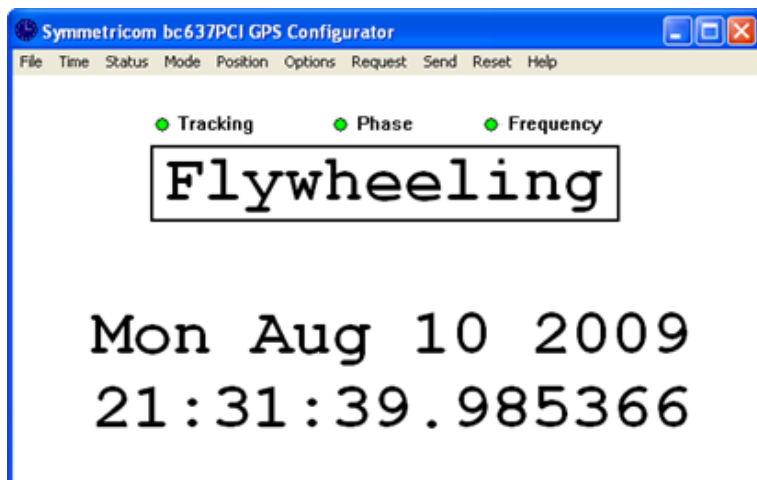 Symmetricom bc637PCI GPS Configurator
File Time Status Mode Position Options Request Send Reset Help
Tracking Phase Frequency
Flywheeling
Mon Aug 10 2009
21:31:39.985366